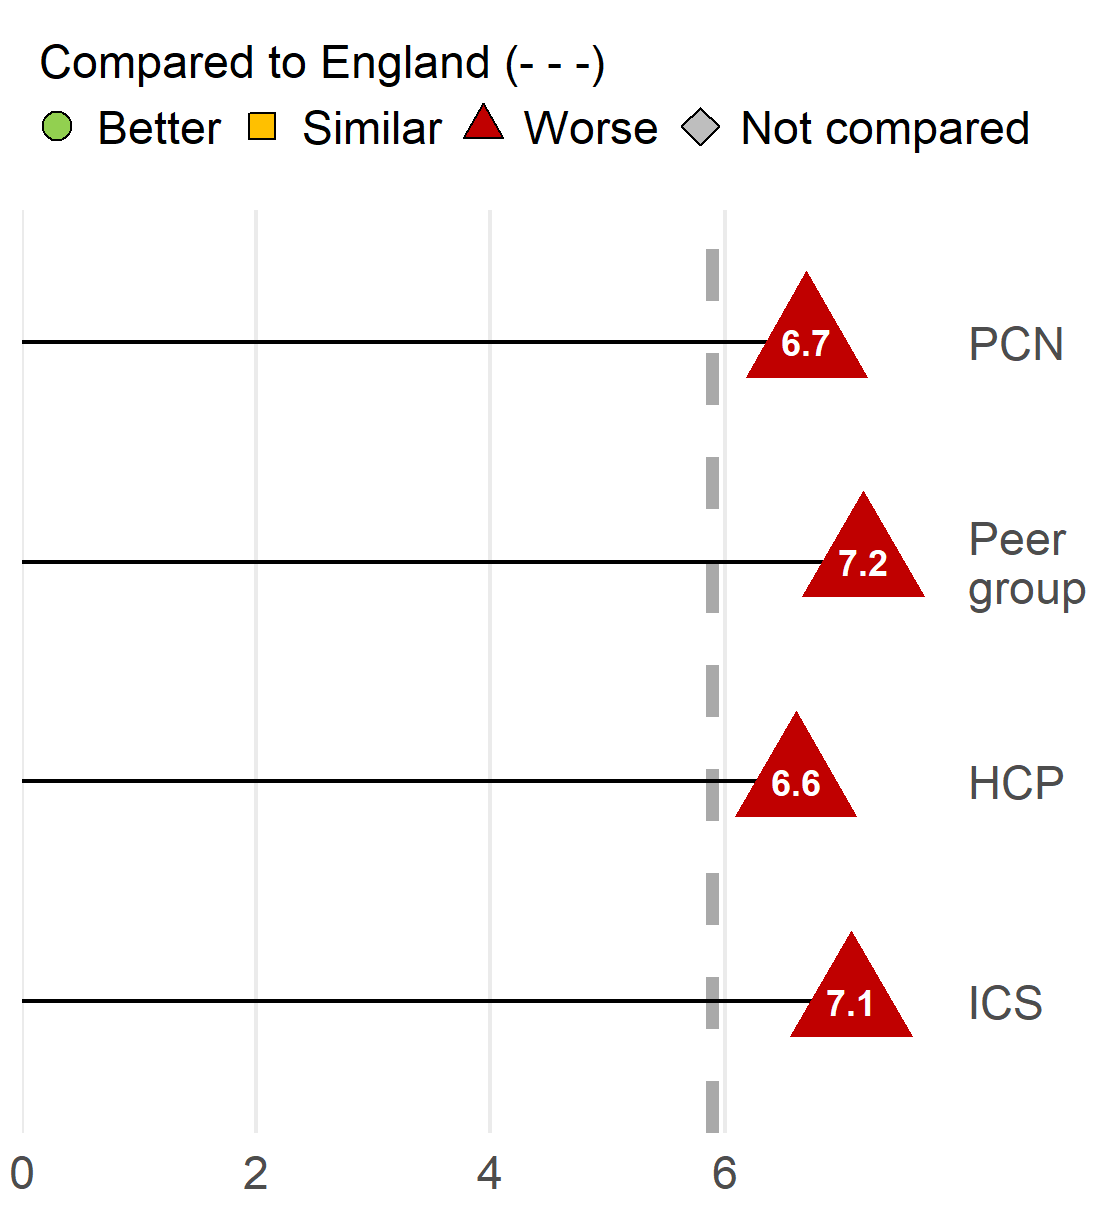 Compared to England (- - -)
Better Similar Worse Not compared
6.7 PCN
7.2 Peer
group
6.6 HCP
7.1 ICS
0 2 4 6